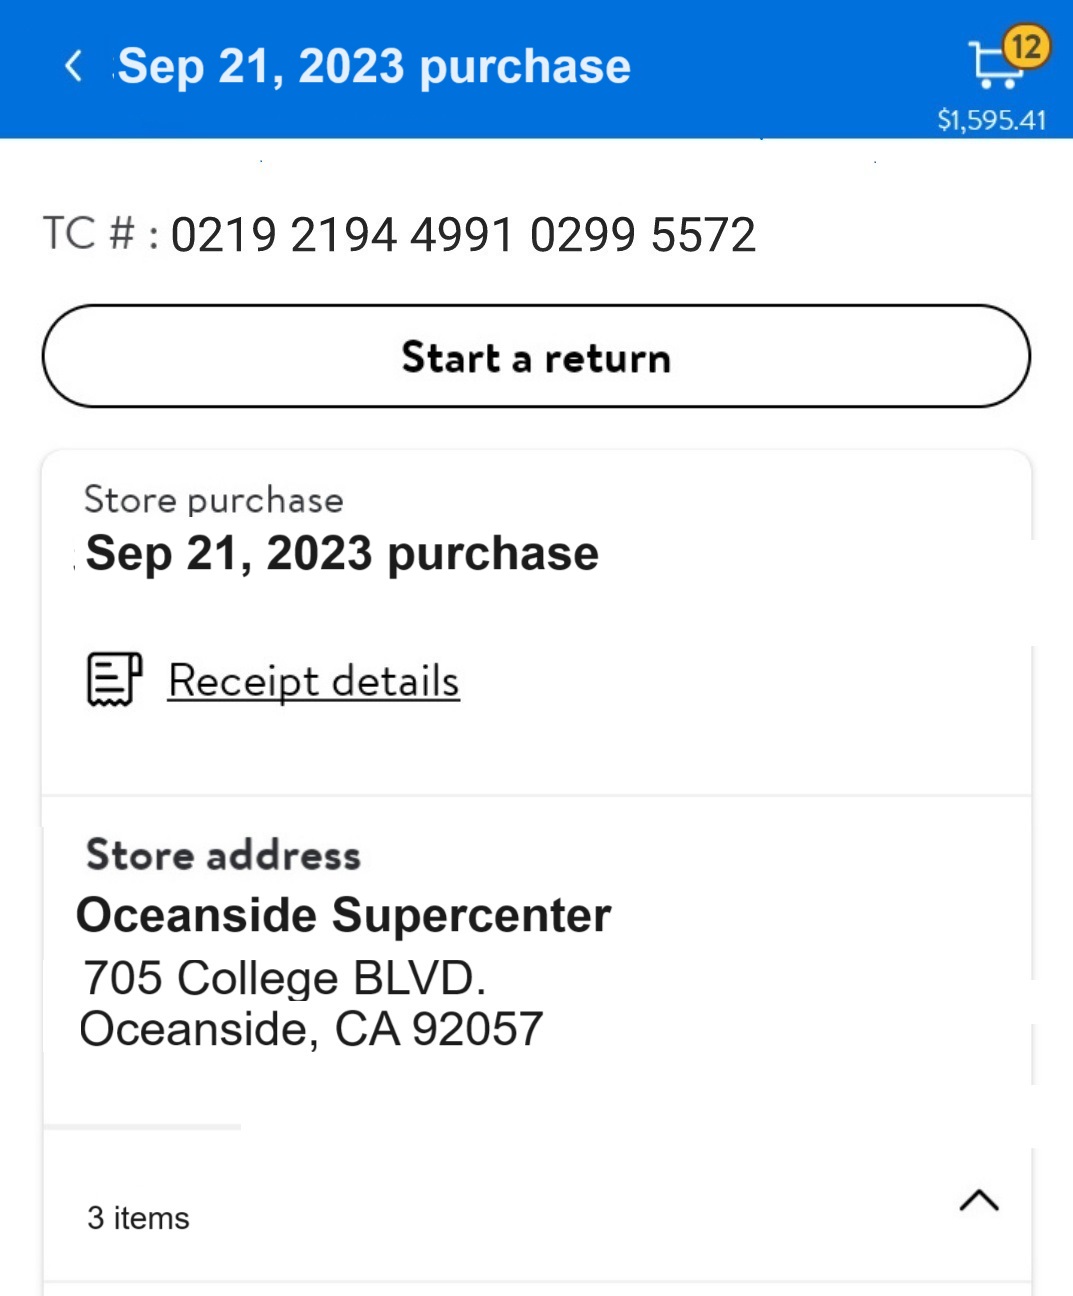 Sep 21, 2023 purchase
12
$1,595.41
TC # : 0219 2194 4991 0299 5572
Start a return
Store purchase
Sep 21, 2023 purchase
Receipt details
Store address
Oceanside Supercenter
705 College BLVD.
Oceanside, CA 92057
3 items